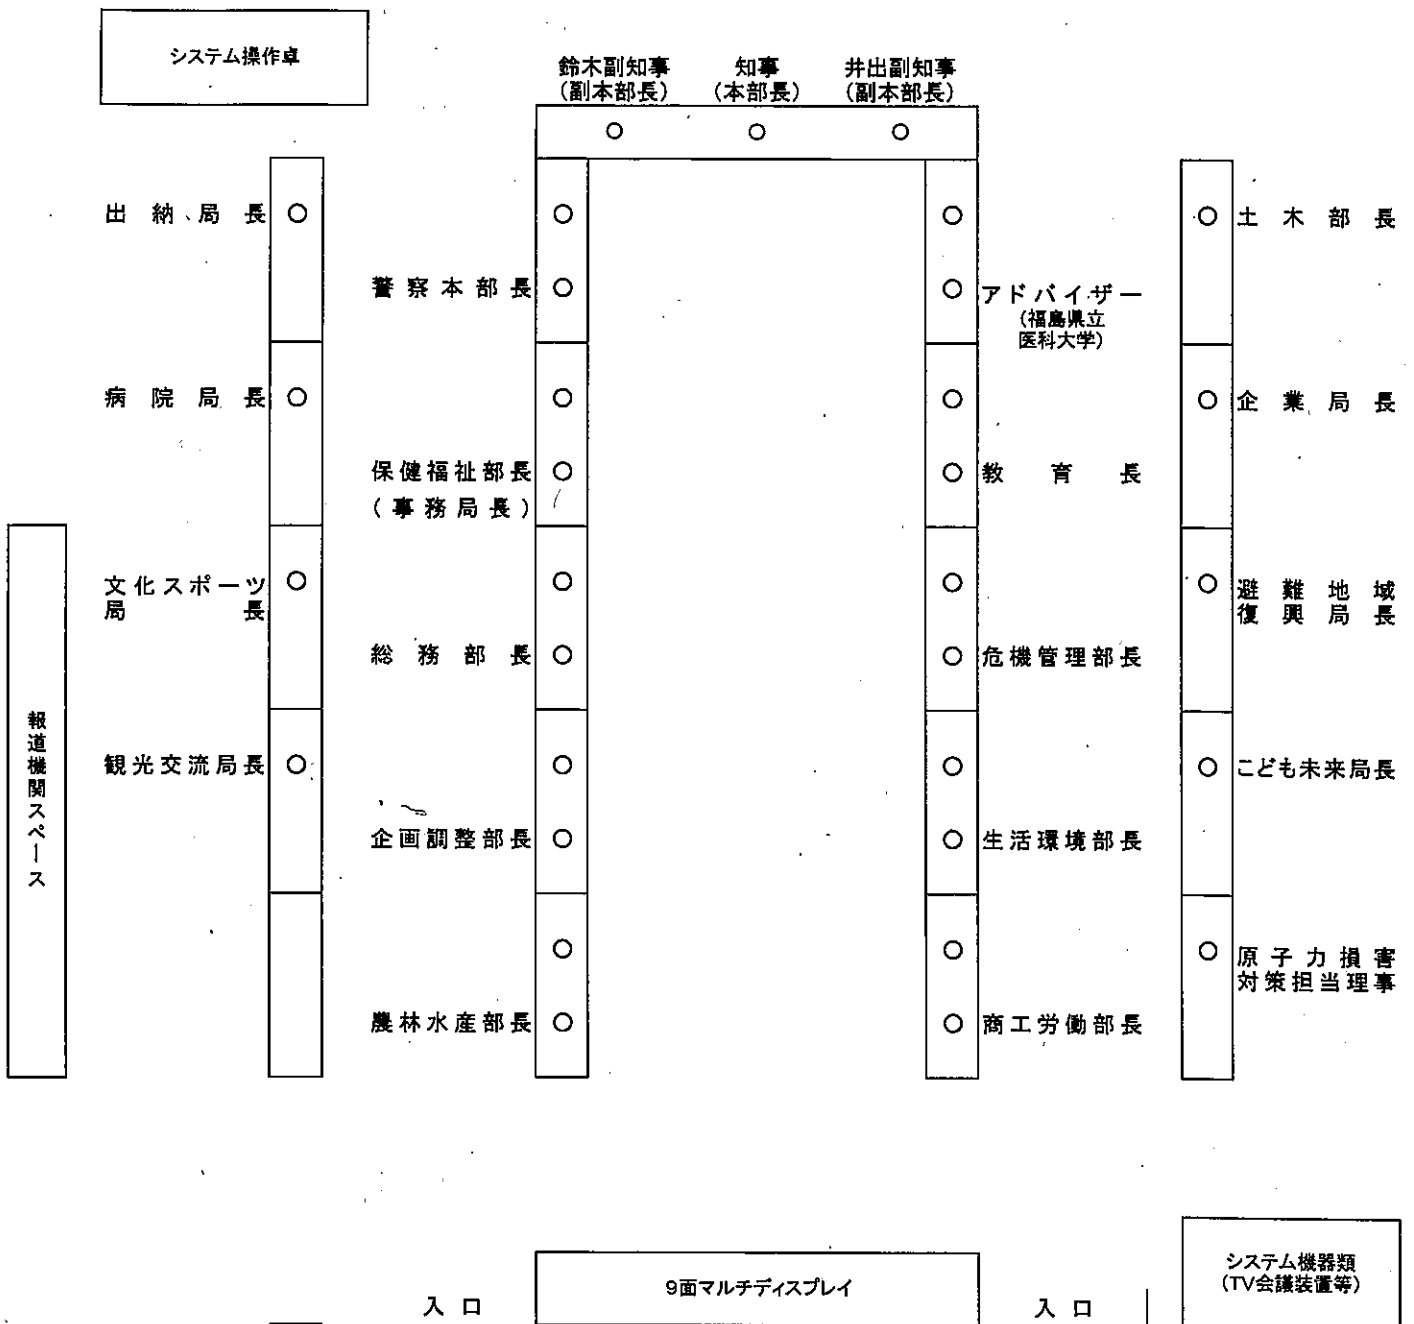 システム操作卓
鈴木副知事
(副本部長)
知事
(本部長)
井出副知事
(副本部長)
出納局長
警察本部長
アドバイザー
(福島県立
医科大学)
土木部長
病院局長
保健福祉部長
(事務局長)
教育長
企業局長
文化スポーツ
局長
総務部長
危機管理部長
避難地域
復興局長
報道機関スペース
観光交流局長
企画調整部長
生活環境部長
こども未来局長
農林水産部長
商工労働部長
原子力損害
対策担当理事
入口
9面マルチディスプレイ
入口
システム機器類
(TV会議装置等)